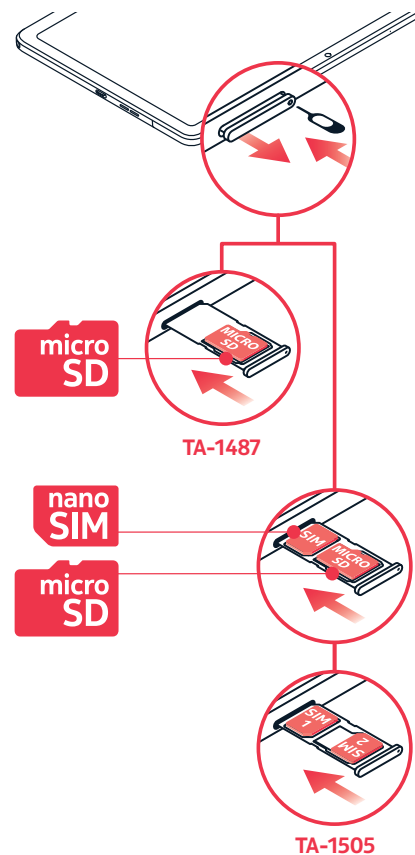 micro
SD
MICRO
SD
TA-1487
nano
SIM
SIM
MICRO
SD
micro
SD
SIM
1
SIM
2
TA-1505